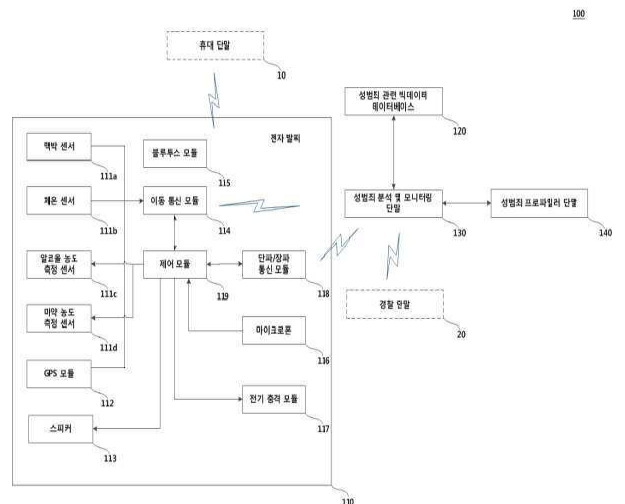 100
휴대 단말
10
성범죄 관련 빅데이터
데이터베이스
120
전자 발찌
맥박 센서
111a
블루투스 모듈
115
체온 센서
111b
이동 통신 모듈
114
성범죄 분석 및 모니터링
단말
130
성범죄 프로파일러 단말
140
알코올 농도
측정 센서
111c
제어 모듈
119
단파/장파
통신 모듈
118
마약 농도
측정 센서
111d
마이크로폰
116
경찰 단말
20
GPS 모듈
112
전기 충격 모듈
117
스피커
113
110